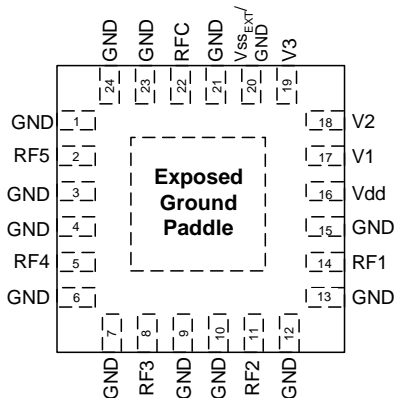 GND
GND
RFC
GND
VssEXT/
GND
V3
24
23
22
21
20
19
GND 1
RF5 2
GND 3
GND 4
RF4 5
GND 6
18 V2
17 V1
16 Vdd
15 GND
14 RF1
13 GND
Exposed
Ground
Paddle
7
8
9
10
11
12
GND
RF3
GND
GND
RF2
GND